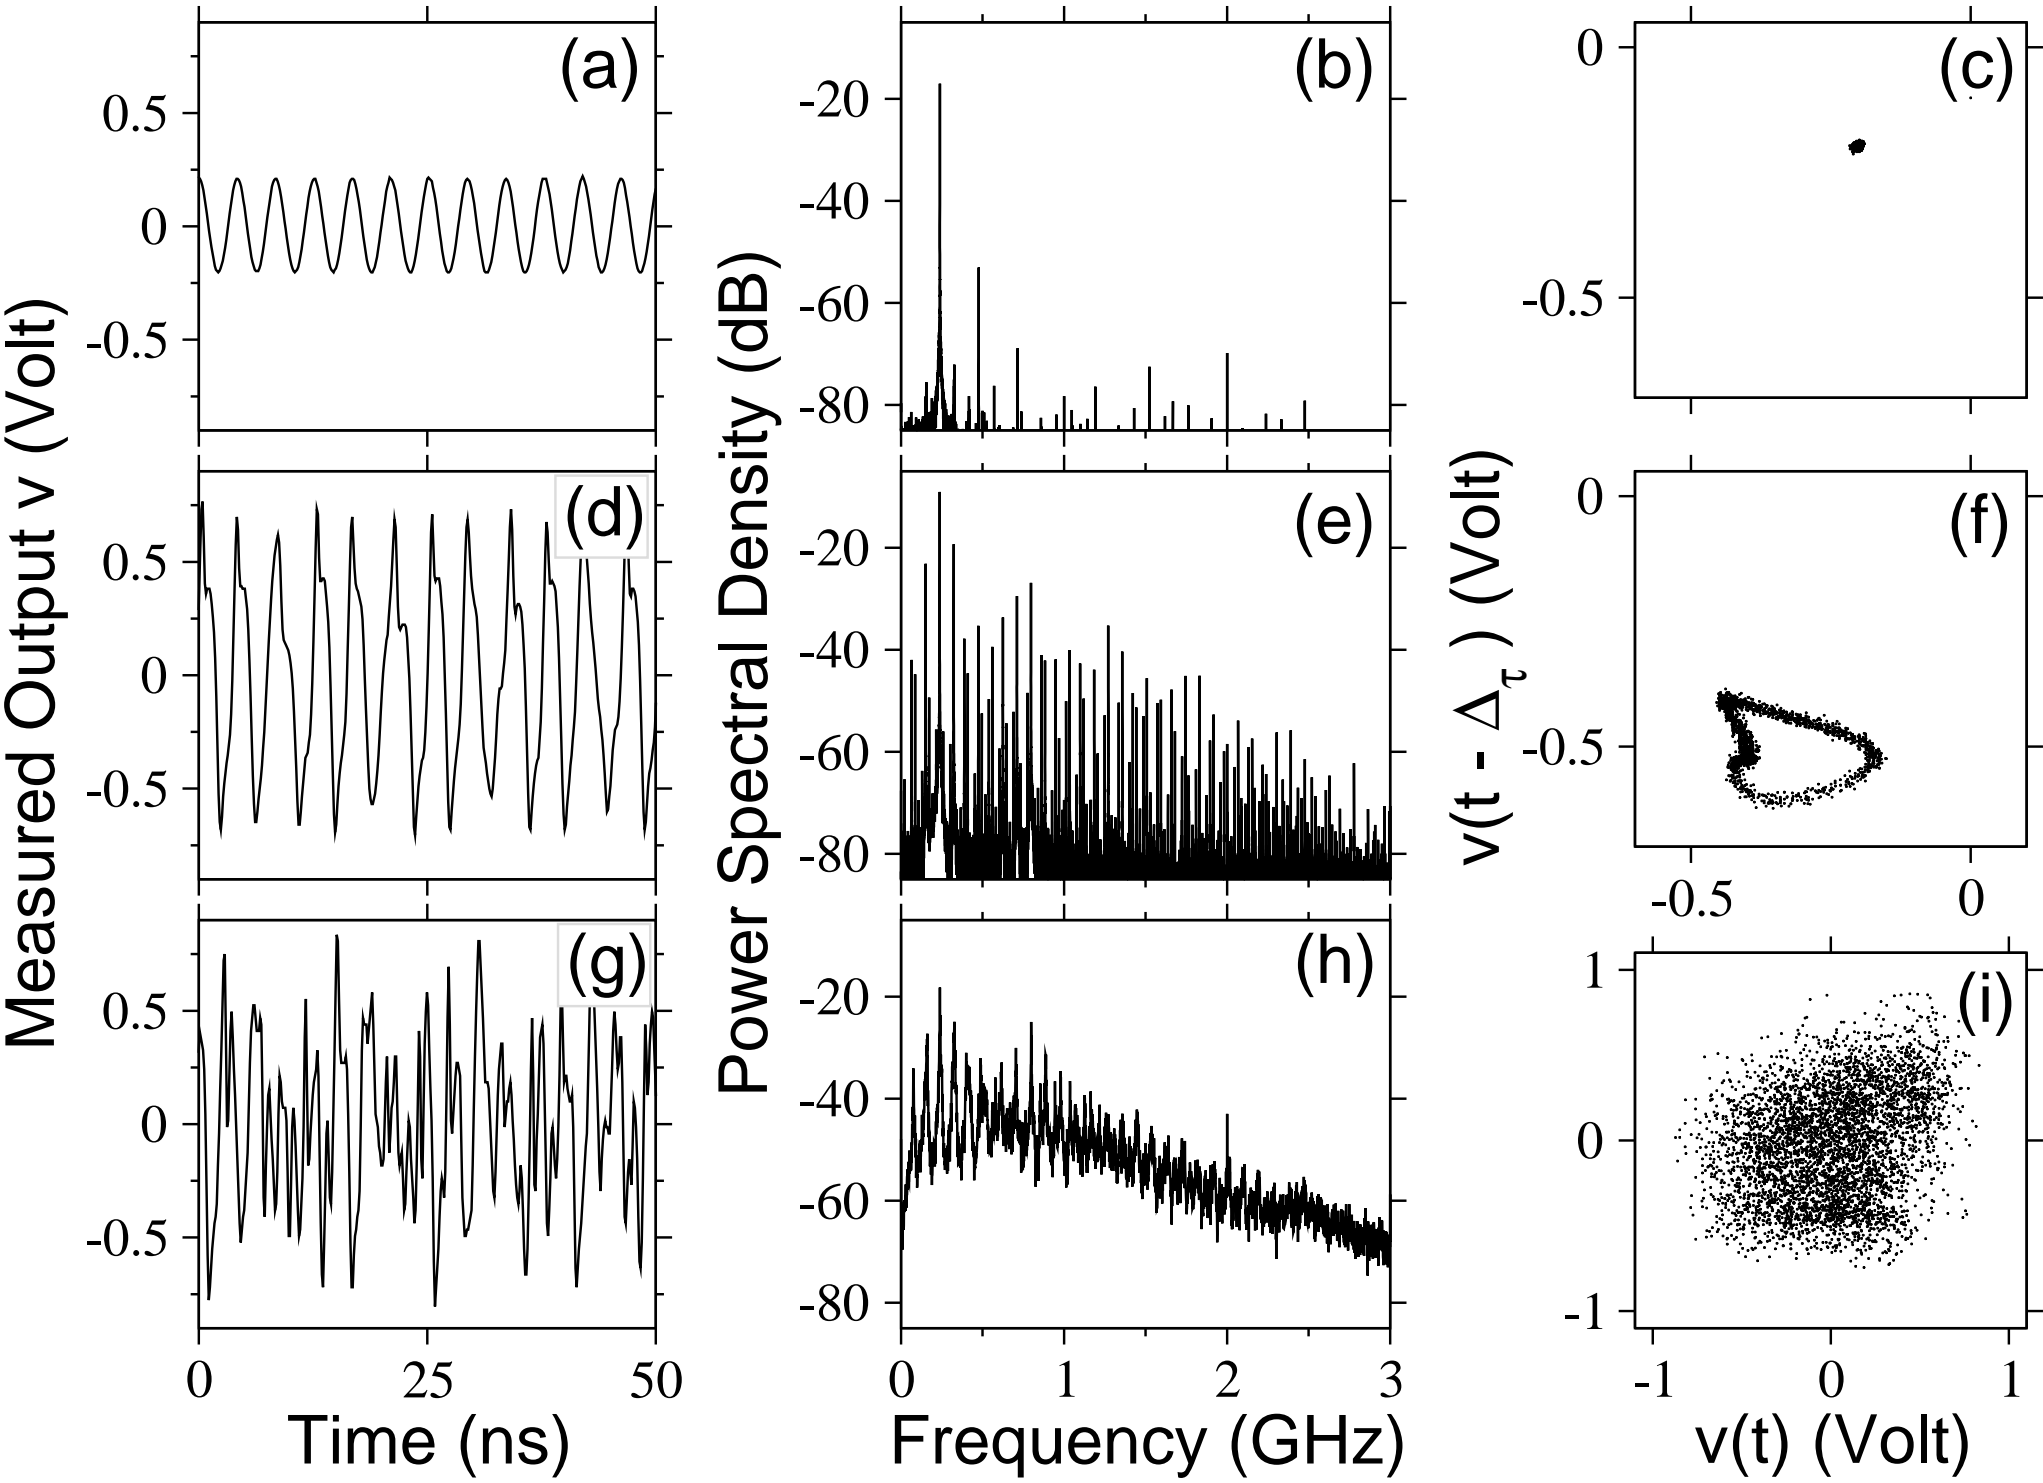 Measured Output v (Volt)
(a)
0.5
0
-0.5
(d)
0.5
0
-0.5
(g)
0.5
0
-0.5
0 25 50
Time (ns)
Power Spectral Density (dB)
(b)
-20
-40
-60
-80
(e)
-20
-40
-60
-80
(h)
-20
-40
-60
-80
0 1 2 3
Frequency (GHz)
v(t - Δτ ) (Volt)
(c)
0
-0.5
(f)
0
-0.5
-0.5 0
(i)
1
0
-1
-1 0 1
v(t) (Volt)